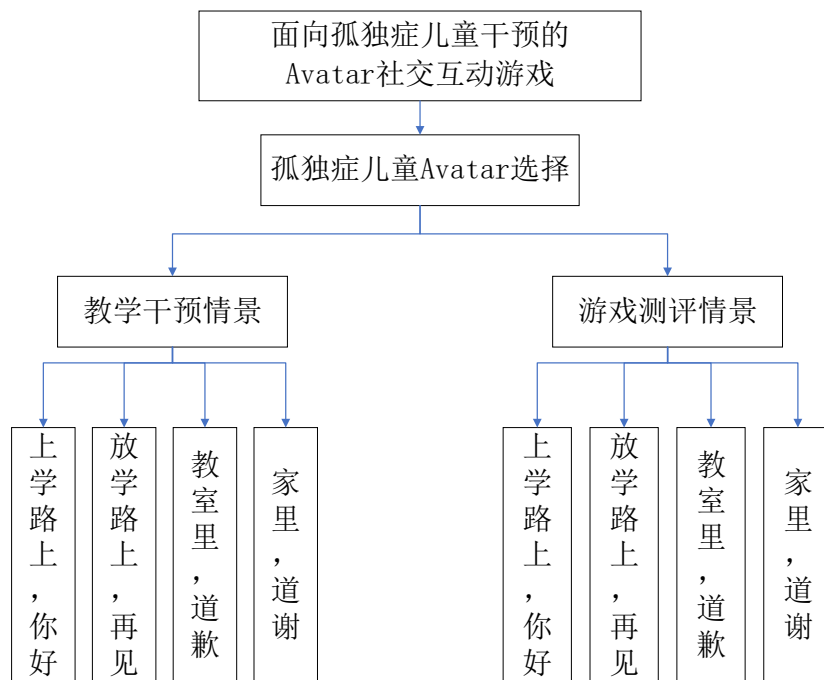 面向孤独症儿童干预的
Avatar社交互动游戏
孤独症儿童Avatar选择
教学干预情景
游戏测评情景
上学路上,你好
放学路上,再见
教室里,道歉
家里,道谢
上学路上,你好
放学路上,再见
教室里,道歉
家里,道谢